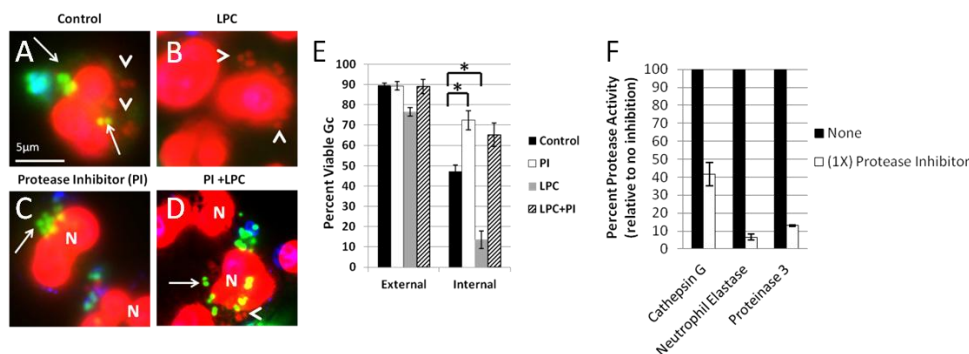 Control
LPC
A
B
5μm
Protease Inhibitor (PI)
PI +LPC
C
N
N
D
N
N
E
Percent Viable Gc
100
90
80
70
60
50
40
30
20
10
0
*
*
External
Internal
Control
PI
LPC
LPC+PI
F
Percent Protease Activity
(relative to no inhibition)
100
90
80
70
60
50
40
30
20
10
0
Cathepsin G
Neutrophil Elastase
Proteinase 3
None
(1X) Protease Inhibitor